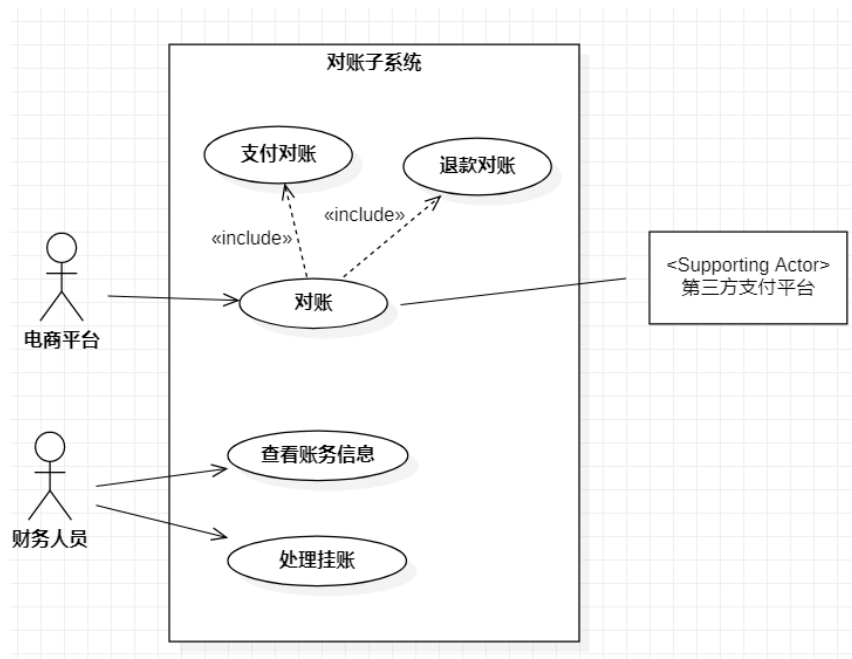 对账子系统
支付对账
退款对账
«include»
«include»
<Supporting Actor>
第三方支付平台
对账
电商平台
查看账务信息
财务人员
处理挂账